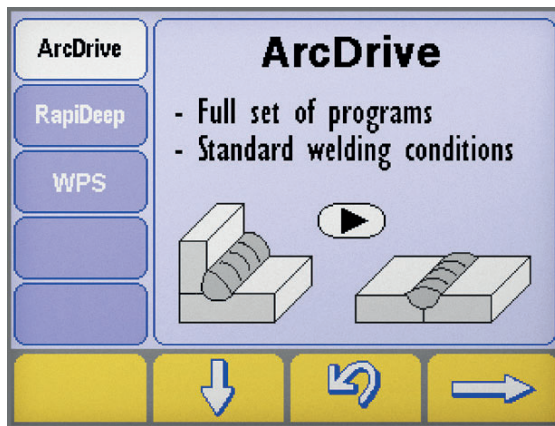 ArcDrive
RapiDeep
WPS
ArcDrive
- Full set of programs
- Standard welding conditions